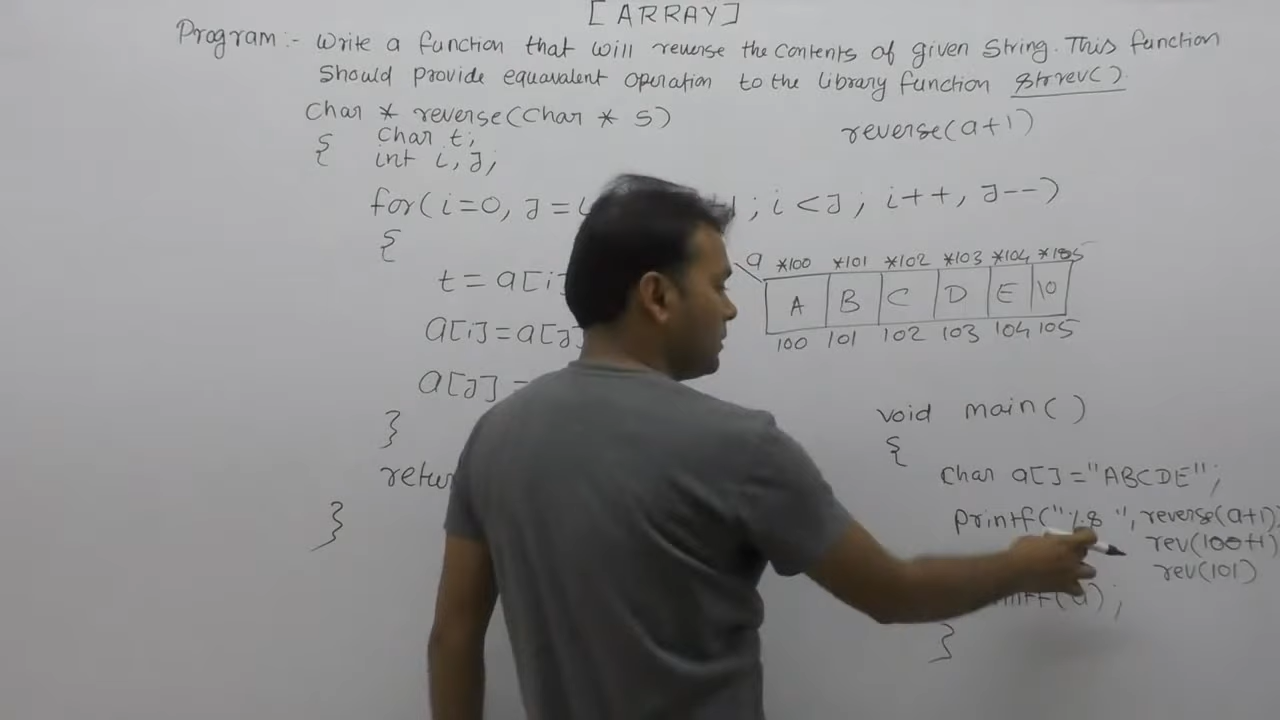 [ARRAY]
Program:- Write a function that will reverse the contents of given String. This function
Should provide equavalent operation to the library function strrev().
Char * reverse(Char * S)
reverse(a+1)
{ Char t;
int i, J;
for(i=0, J=
; i<J; i++, J--)
{
a *100 *101 *102 *103 *104 *105
t = a[i]
A B C D E \0
100 101 102 103 104 105
a[i]=a[J]
a[J] =
}
void main()
{
Char a[]="ABCDE";
printf("%s", reverse(a+1)
rev(100+1)
rev(101)
(a);
}
}